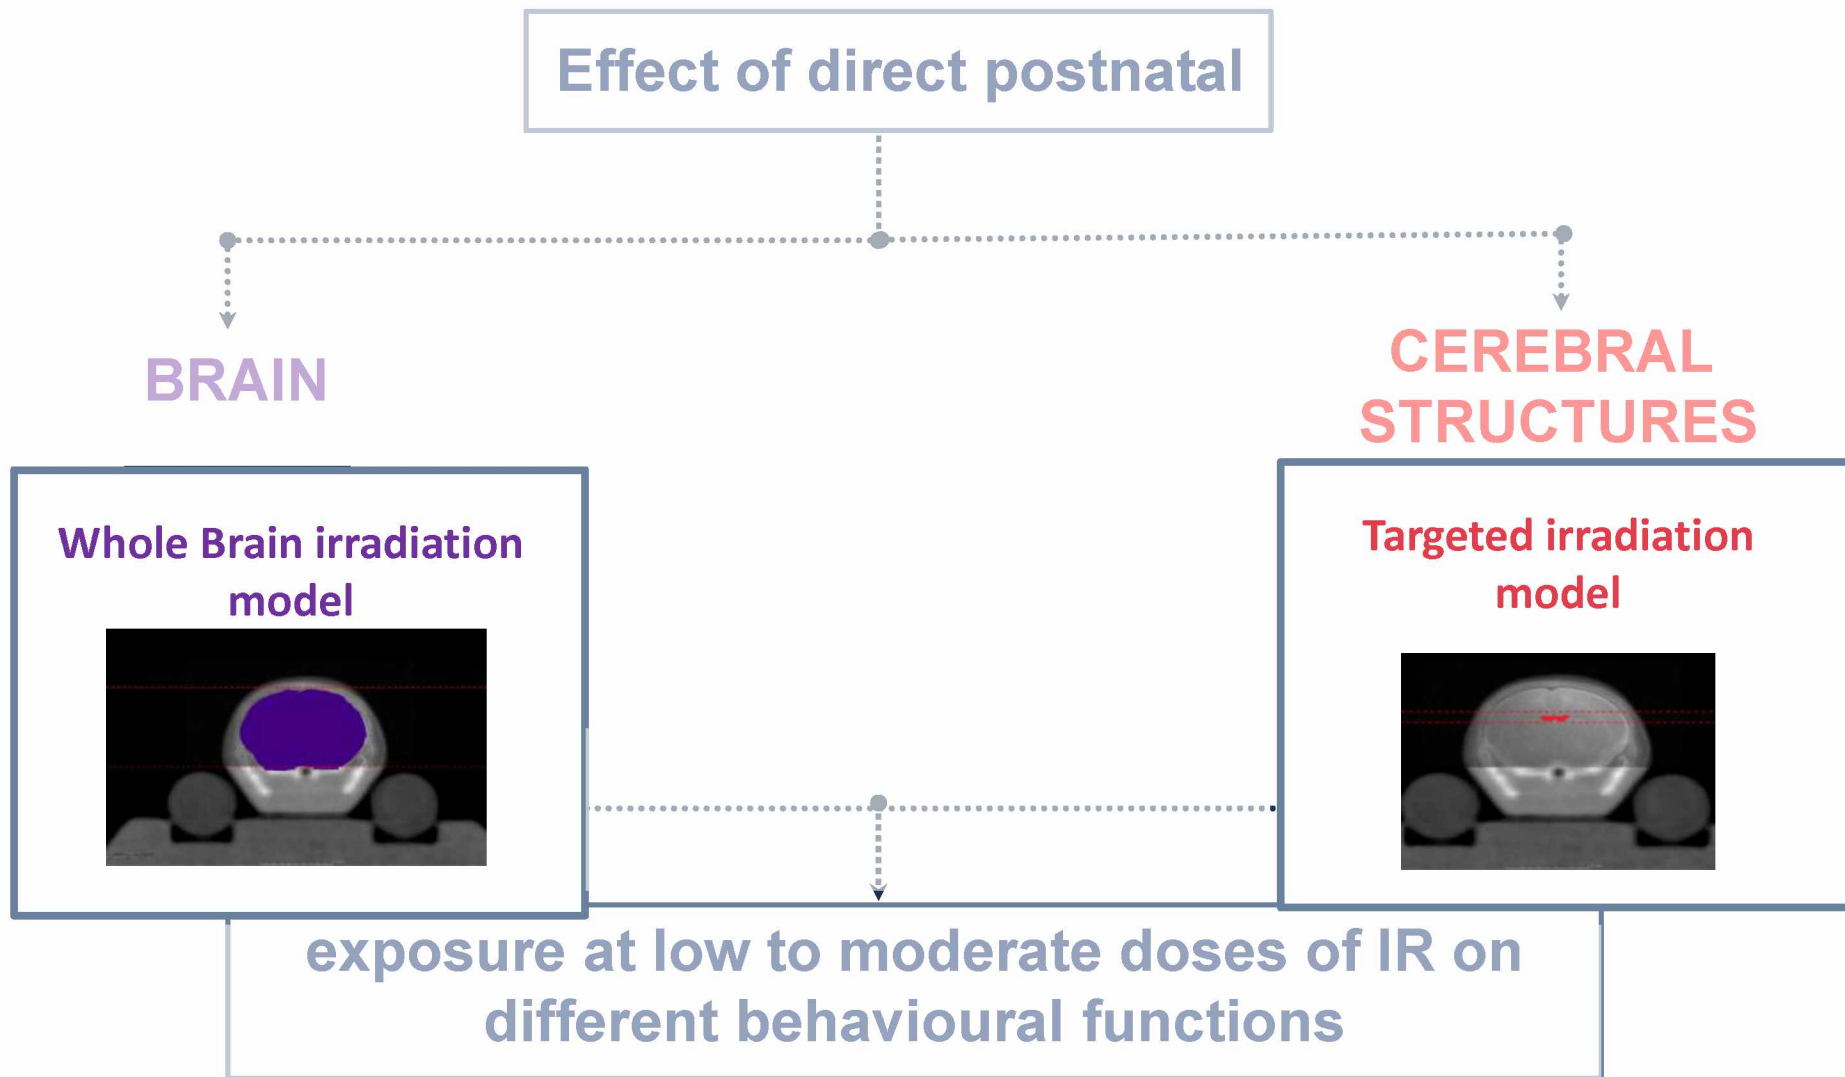 Effect of direct postnatal
BRAIN
CEREBRAL
STRUCTURES
Whole Brain irradiation
model
Targeted irradiation
model
exposure at low to moderate doses of IR on
different behavioural functions